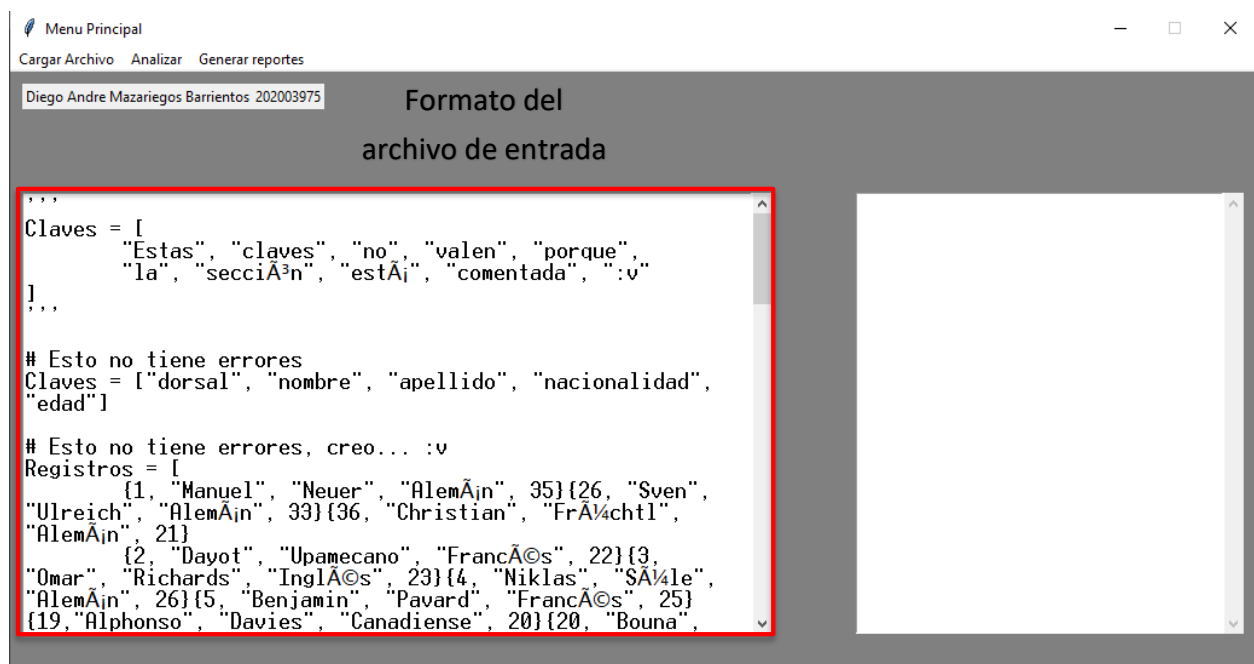 Menu Principal
Cargar Archivo Analizar Generar reportes
Diego Andre Mazariegos Barrientos 202003975
Formato del
archivo de entrada
'''
Claves = [
"Estas", "claves", "no", "valen", "porque",
"la", "secciÃ³n", "estÃ¡", "comentada", ":v"
]
'''
# Esto no tiene errores
Claves = ["dorsal", "nombre", "apellido", "nacionalidad",
"edad"]
# Esto no tiene errores, creo... :v
Registros = [
{1, "Manuel", "Neuer", "AlemÃ¡n", 35}{26, "Sven",
"Ulreich", "AlemÃ¡n", 33}{36, "Christian", "FrÃ¼chtl",
"AlemÃ¡n", 21}
{2, "Dayot", "Upamecano", "FrancÃ©s", 22}{3,
"Omar", "Richards", "InglÃ©s", 23}{4, "Niklas", "SÃ¼le",
"AlemÃ¡n", 26}{5, "Benjamin", "Pavard", "FrancÃ©s", 25}
{19,"Alphonso", "Davies", "Canadiense", 20}{20, "Bouna",